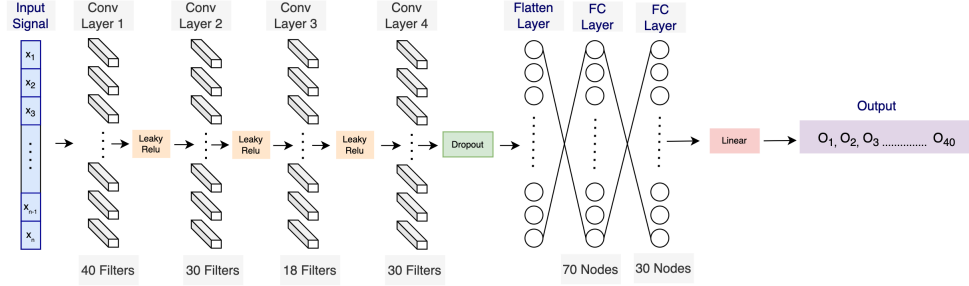 Input
Signal
Conv
Layer 1
Conv
Layer 2
Conv
Layer 3
Conv
Layer 4
Flatten
Layer
FC
Layer
FC
Layer
x1
x2
x3
xn-1
xn
Leaky
Relu
Leaky
Relu
Leaky
Relu
Dropout
Linear
Output
O1, O2, O3 ............... O40
40 Filters
30 Filters
18 Filters
30 Filters
70 Nodes
30 Nodes